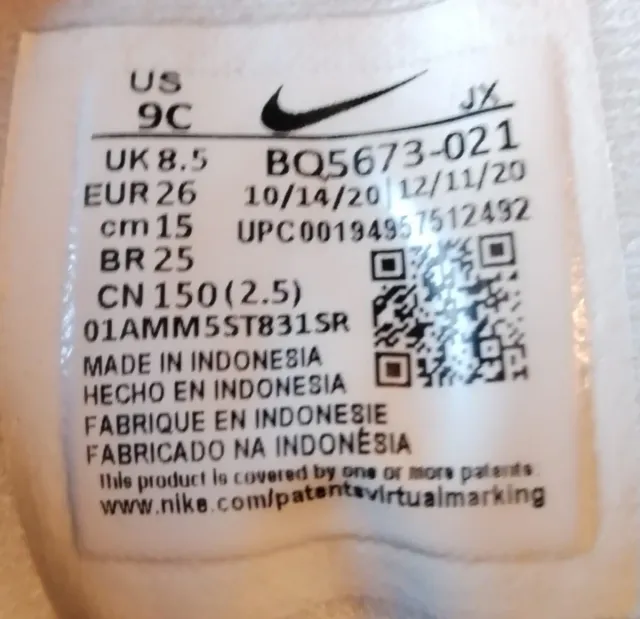 US
9C
JX
UK 8.5
BQ5673-021
EUR 26
10/14/20 12/11/20
cm 15
UPC00194957512492
BR 25
CN 150 (2.5)
01AMM5ST831SR
MADE IN INDONESIA
HECHO EN INDONESIA
FABRIQUE EN INDONESIE
FABRICADO NA INDONÉSIA
This product is covered by one or more patents.
www.nike.com/patentsvirtualmarking